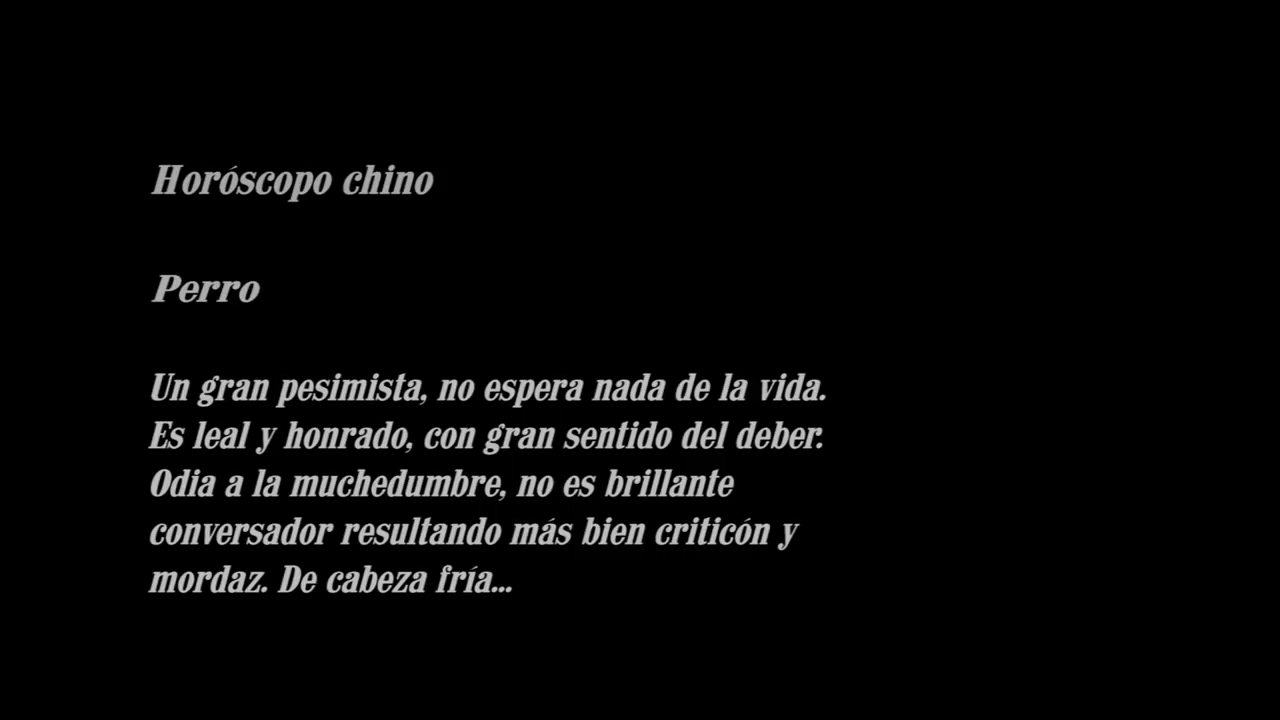 Horóscopo chino
Perro
Un gran pesimista, no espera nada de la vida.
Es leal y honrado, con gran sentido del deber.
Odia a la muchedumbre, no es brillante
conversador resultando más bien criticón y
mordaz. De cabeza fría...